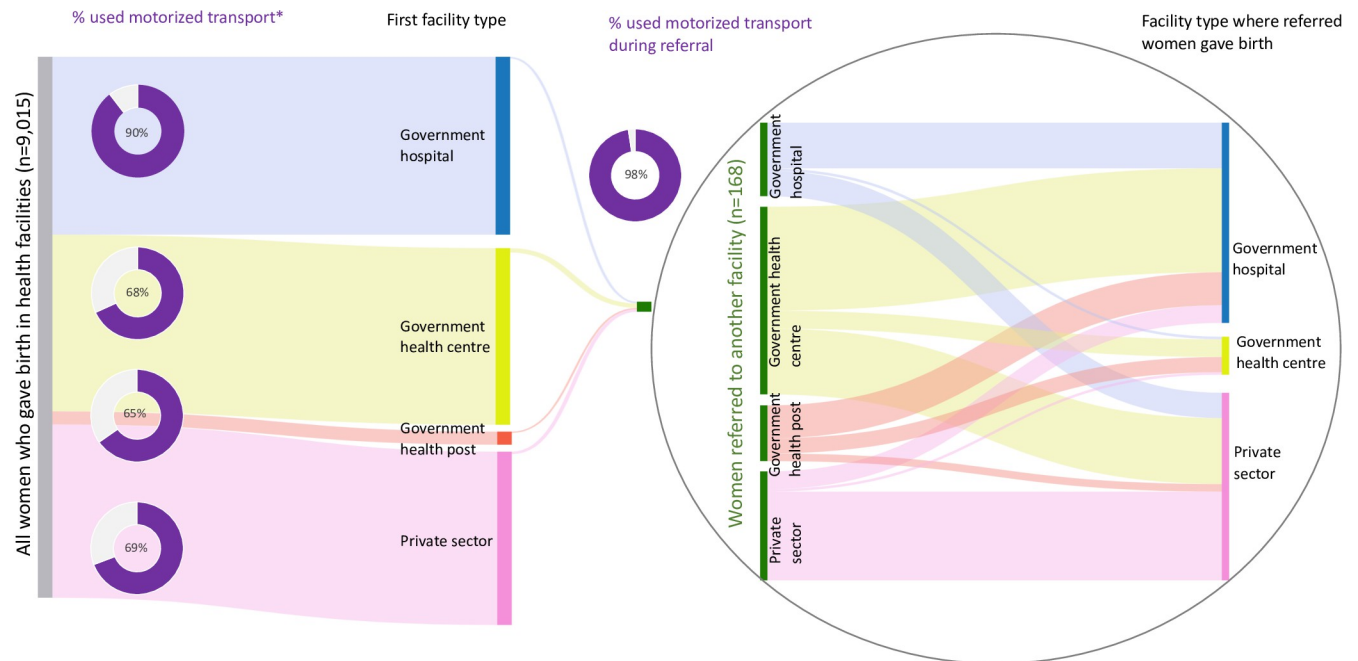 % used motorized transport*
First facility type
% used motorized transport
during referral
Facility type where referred
women gave birth
All women who gave birth in health facilities (n=9,015)
90%
Government
hospital
68%
Government
health centre
65%
Government
health post
69%
Private sector
98%
Women referred to another facility (n=168)
Government
hospital
Government health
centre
Government
health post
Private
sector
Government
hospital
Government
health centre
Private
sector